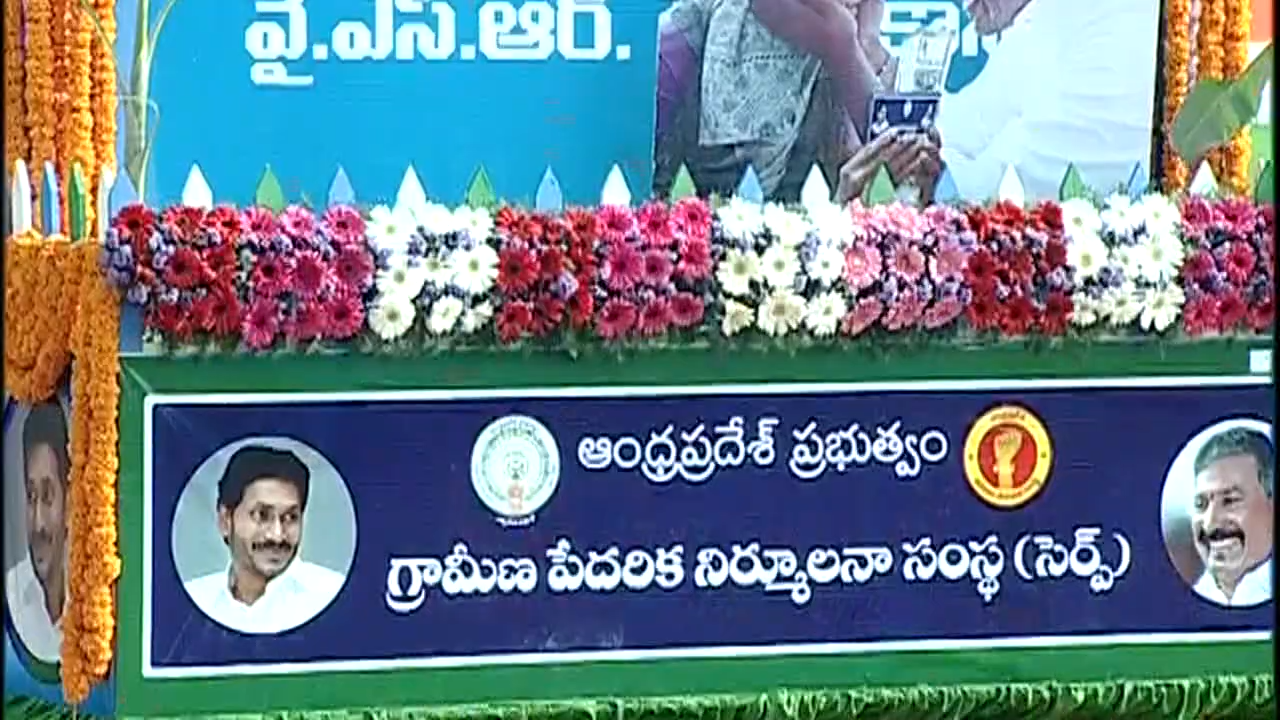 వై.ఎస్.ఆర్.
ఆంధ్రప్రదేశ్ ప్రభుత్వం
గ్రామీణ పేదరిక నిర్మూలనా సంస్థ (సెర్ప్)